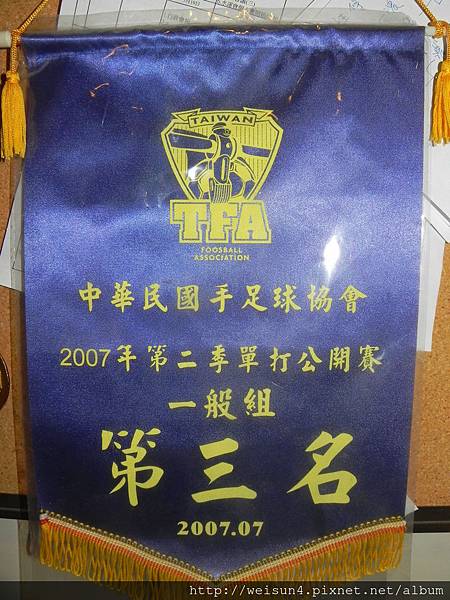 TAIWAN
TFA
FOOSBALL
ASSOCIATION
中華民國手足球協會
2007年第二季單打公開賽
一般組
第三名
2007.07
http://weisun4.pixnet.net/album